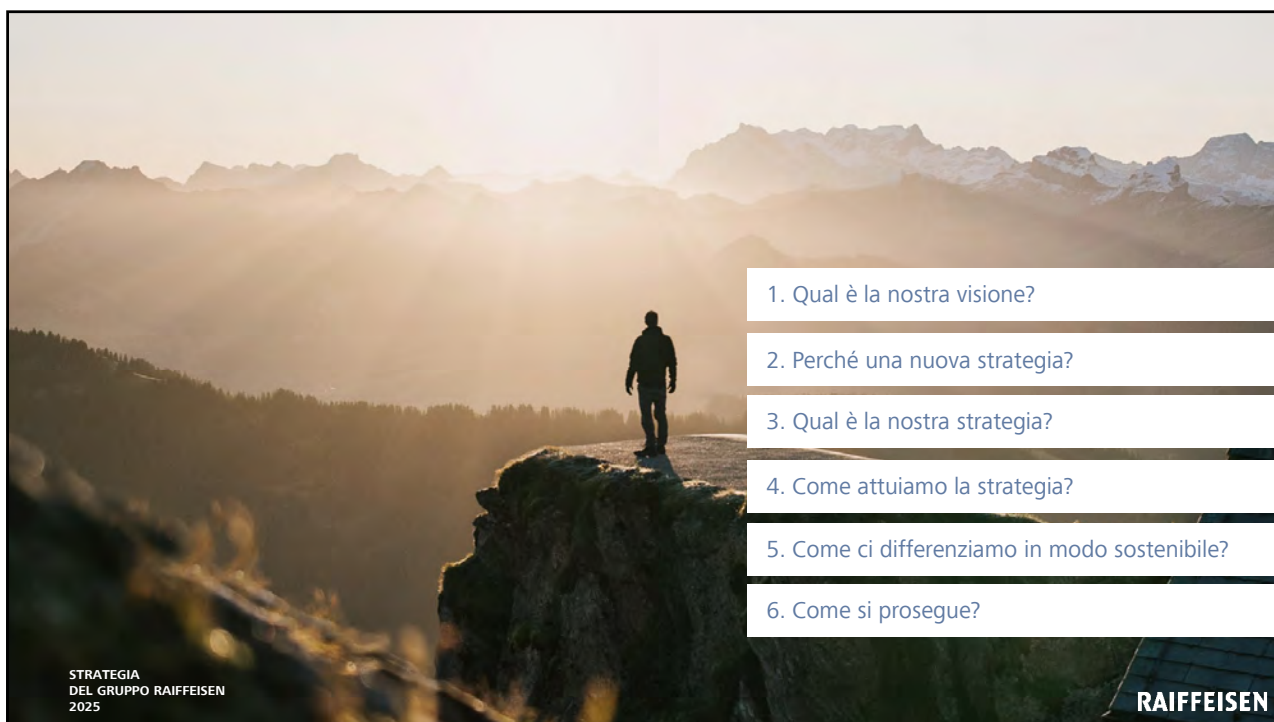 1. Qual è la nostra visione?
2. Perché una nuova strategia?
3. Qual è la nostra strategia?
4. Come attuiamo la strategia?
5. Come ci differenziamo in modo sostenibile?
6. Come si prosegue?
STRATEGIA
DEL GRUPPO RAIFFEISEN
2025
RAIFFEISEN